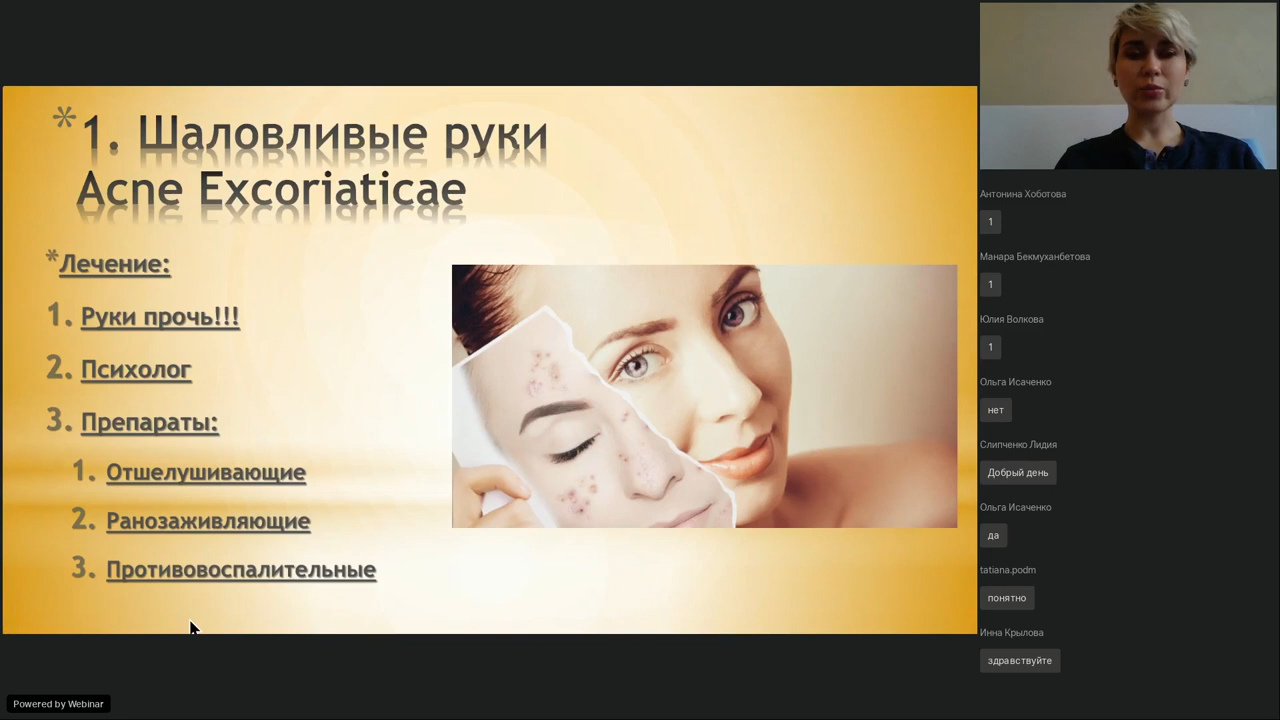 * 1. Шаловливые руки
Acne Excoriaticae
* Лечение:
1. Руки прочь!!!
2. Психолог
3. Препараты:
1. Отшелушивающие
2. Ранозаживляющие
3. Противовоспалительные
Антонина Хоботова
1
Манара Бекмуханбетова
1
Юлия Волкова
1
Ольга Исаченко
нет
Слипченко Лидия
Добрый день
Ольга Исаченко
да
tatiana.podm
понятно
Инна Крылова
здравствуйте
Powered by Webinar